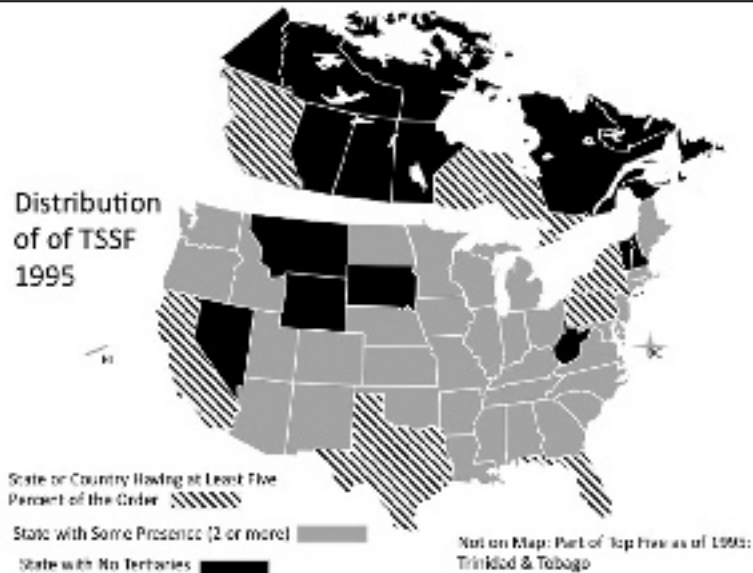 Distribution
of of TSSF
1995
State or Country Having at Least Five
Percent of the Order
State with Some Presence (2 or more)
State with No Tertiaries
Not on Map: Part of Top Five as of 1995:
Trinidad & Tobago